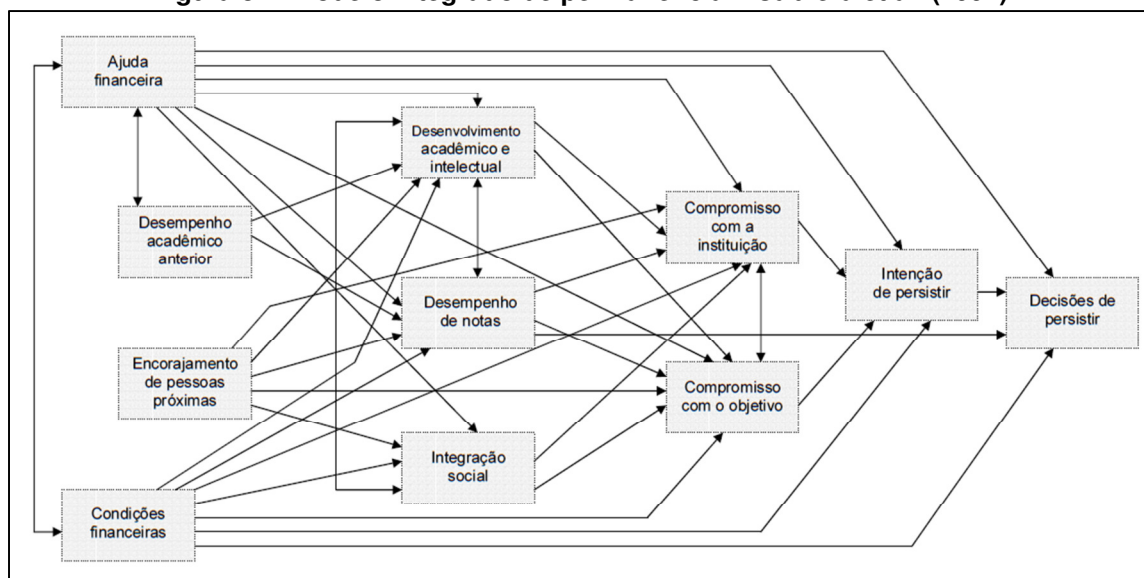 Ajuda
financeira
Desenvolvimento
acadêmico e
intelectual
Desempenho
acadêmico
anterior
Compromisso
com a
instituição
Intenção
de persistir
Decisões de
persistir
Desempenho
de notas
Encorajamento
de pessoas
próximas
Compromisso
com o objetivo
Integração
social
Condições
financeiras